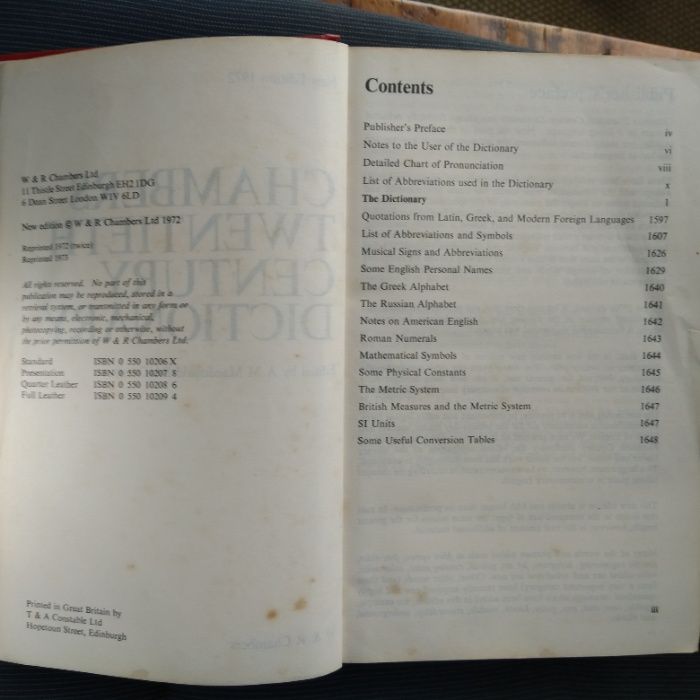 W & R Chambers Ltd
11 Thistle Street Edinburgh EH2 1DG
6 Dean Street London W1V 6LD
New edition © W & R Chambers Ltd 1972
Reprinted 1972 (twice)
Reprinted 1973
All rights reserved. No part of this
publication may be reproduced, stored in a
retrieval system, or transmitted in any form or
by any means, electronic, mechanical,
photocopying, recording or otherwise, without
the prior permission of W & R Chambers Ltd.
Standard ISBN 0 550 10206 X
Presentation ISBN 0 550 10207 8
Quarter Leather ISBN 0 550 10208 6
Full Leather ISBN 0 550 10209 4
Printed in Great Britain by
T & A Constable Ltd
Hopetoun Street, Edinburgh
Contents
Publisher's Preface iv
Notes to the User of the Dictionary vi
Detailed Chart of Pronunciation viii
List of Abbreviations used in the Dictionary x
The Dictionary 1
Quotations from Latin, Greek, and Modern Foreign Languages 1597
List of Abbreviations and Symbols 1607
Musical Signs and Abbreviations 1626
Some English Personal Names 1629
The Greek Alphabet 1640
The Russian Alphabet 1641
Notes on American English 1642
Roman Numerals 1643
Mathematical Symbols 1644
Some Physical Constants 1645
The Metric System 1646
British Measures and the Metric System 1647
SI Units 1647
Some Useful Conversion Tables 1648
iii